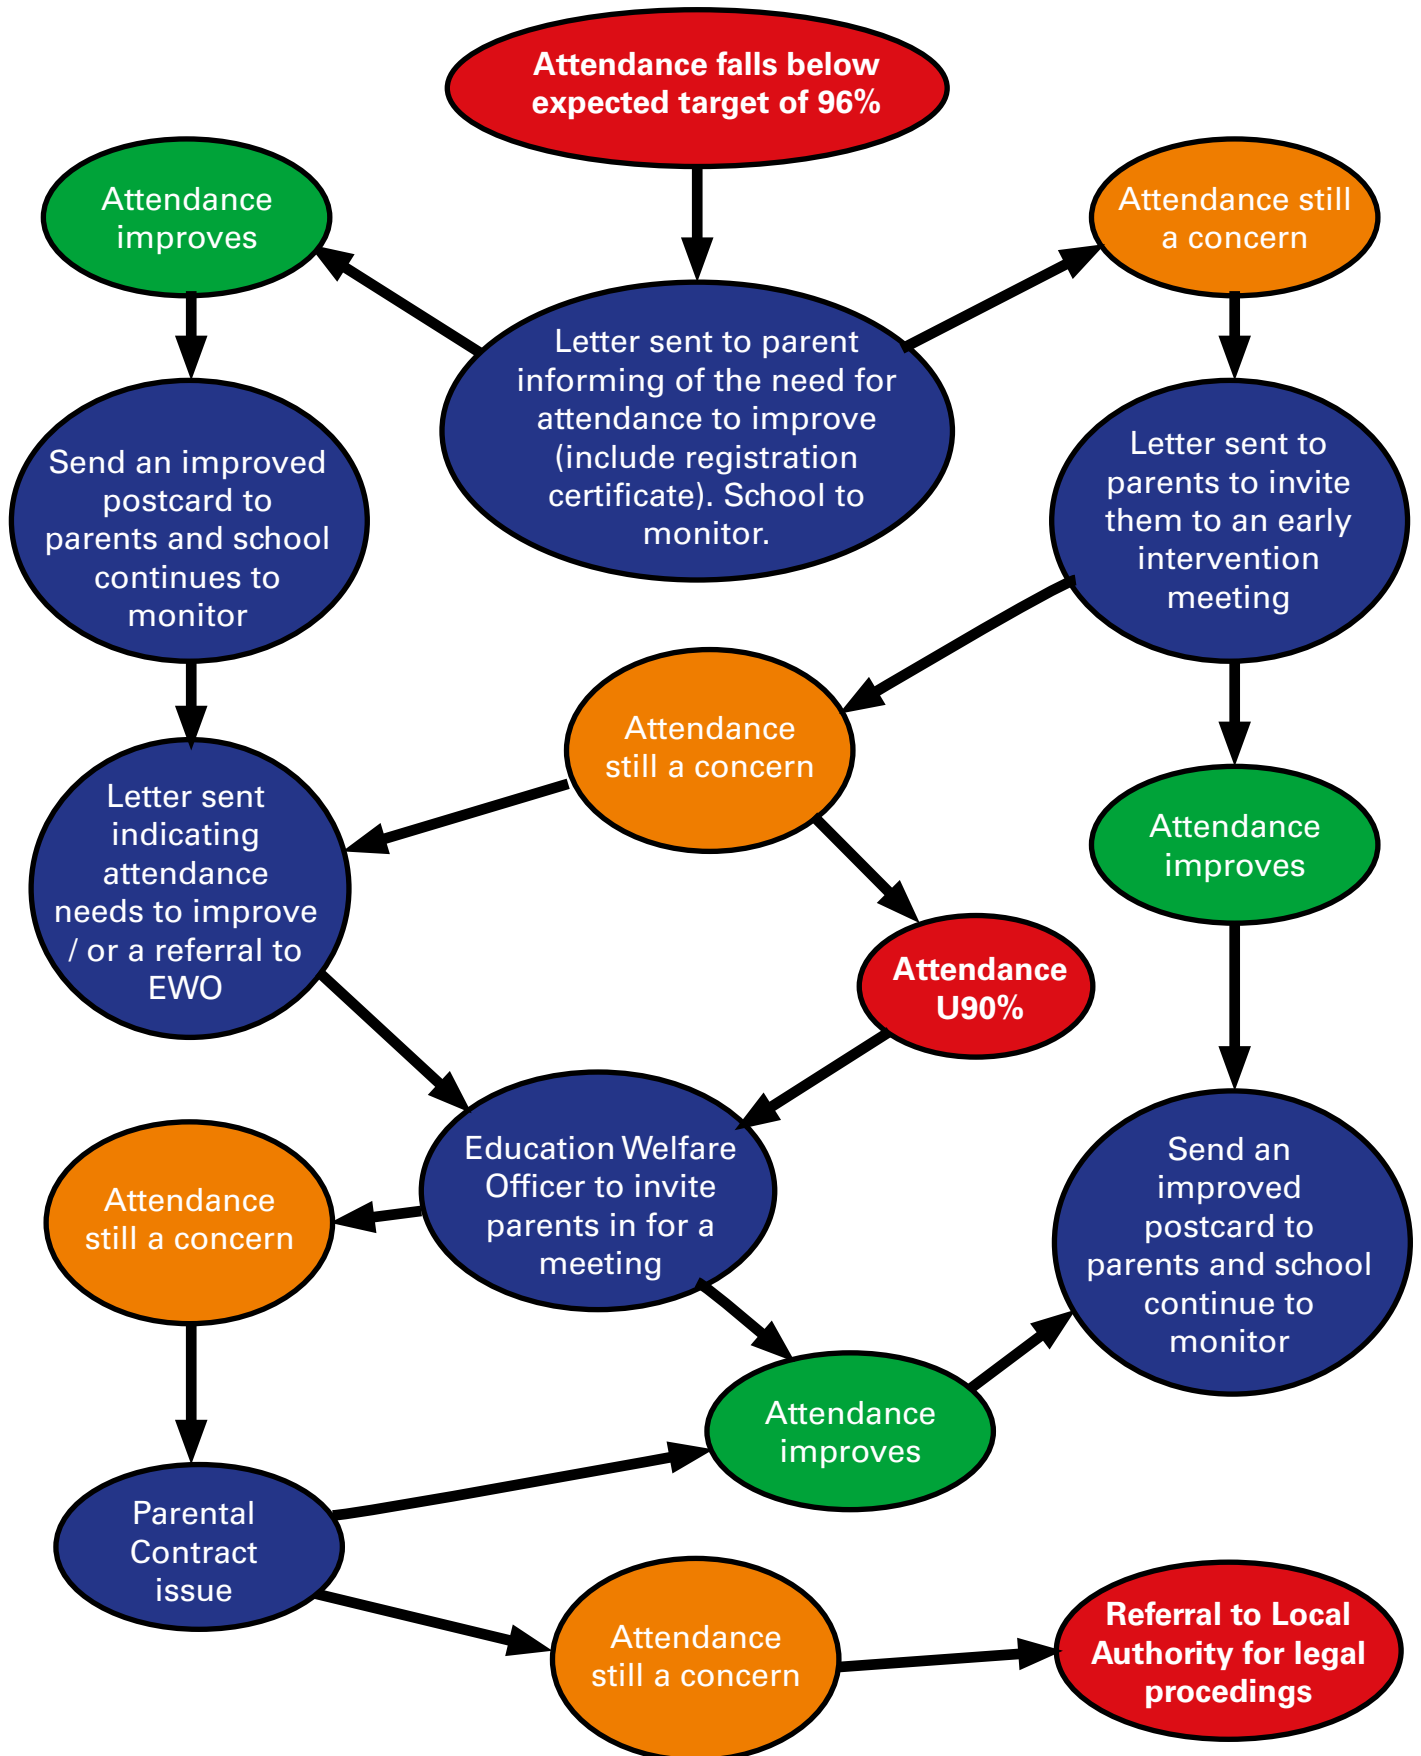 Attendance falls below
expected target of 96%
Attendance
improves
Attendance still
a concern
Letter sent to parent
informing of the need for
attendance to improve
(include registration
certificate). School to
monitor.
Send an improved
postcard to
parents and school
continues to
monitor
Letter sent to
parents to invite
them to an early
intervention
meeting
Attendance
still a concern
Letter sent
indicating
attendance
needs to improve
/ or a referral to
EWO
Attendance
improves
Attendance
U90%
Education Welfare
Officer to invite
parents in for a
meeting
Attendance
still a concern
Send an
improved
postcard to
parents and school
continue to
monitor
Attendance
improves
Parental
Contract
issue
Attendance
still a concern
Referral to Local
Authority for legal
procedings